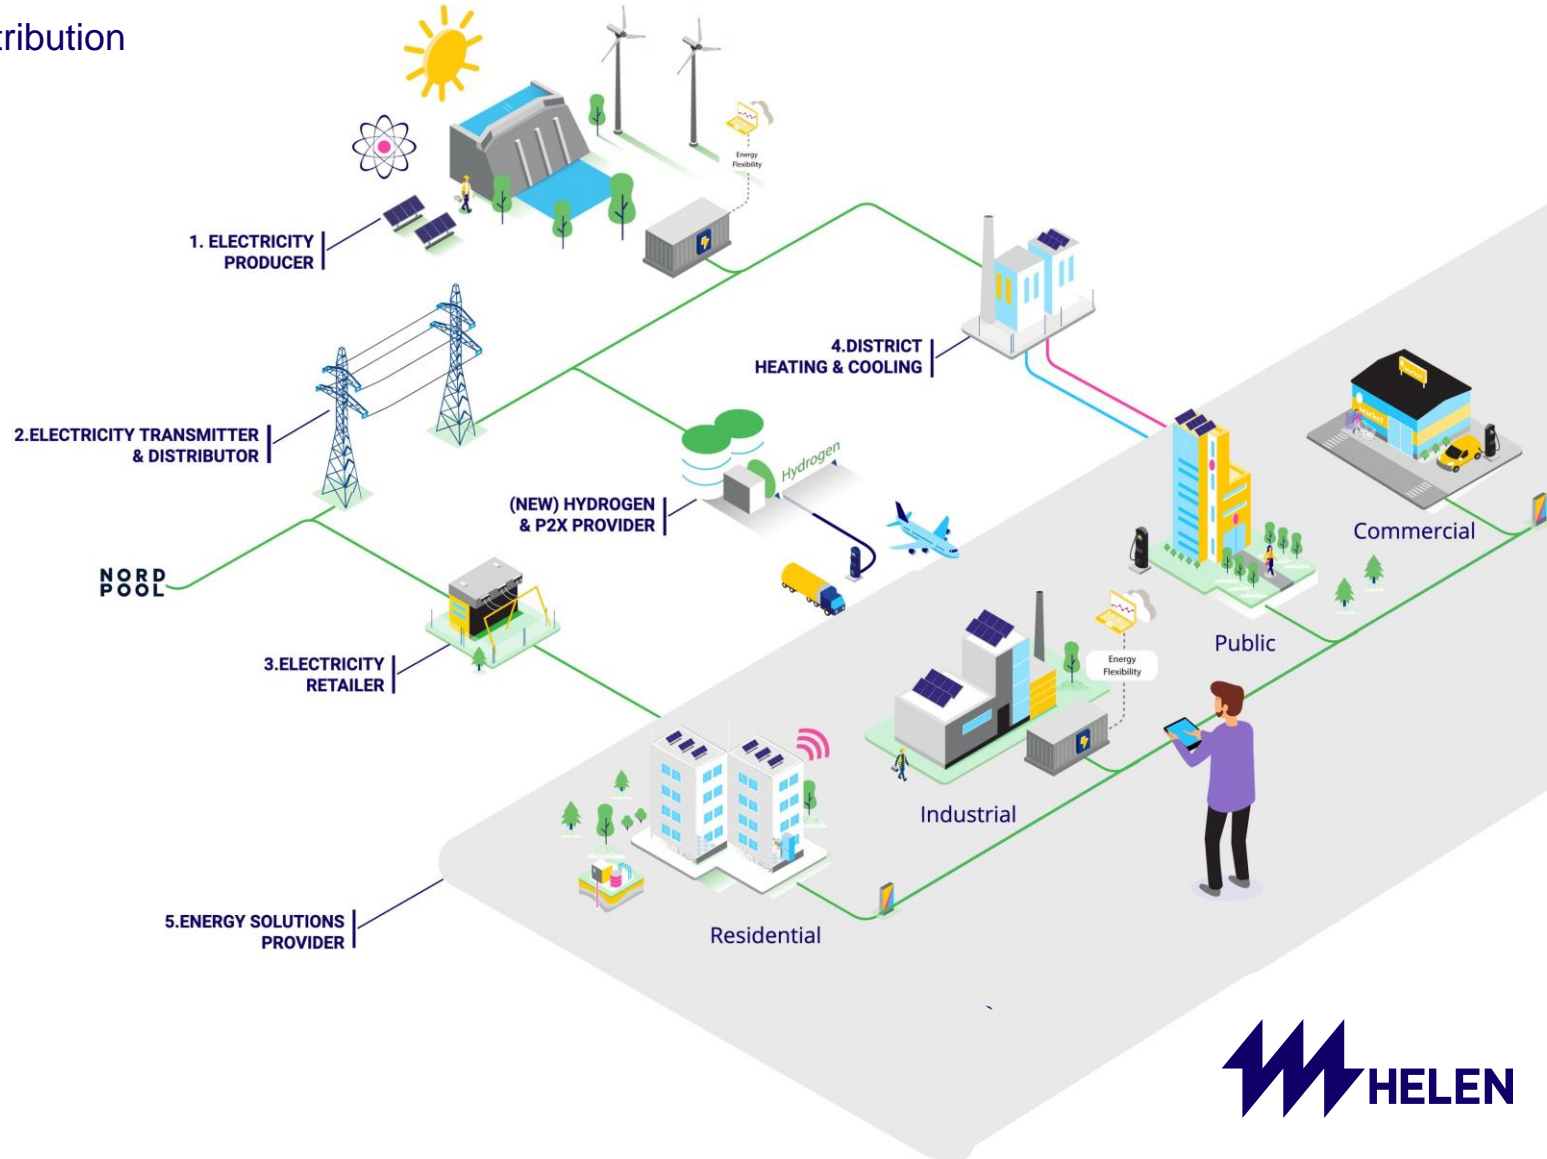 tribution
Energy
Flexibility
1. ELECTRICITY
PRODUCER
4.DISTRICT
HEATING & COOLING
2.ELECTRICITY TRANSMITTER
& DISTRIBUTOR
Hydrogen
(NEW) HYDROGEN
& P2X PROVIDER
Market
Commercial
NORD
POOL
Public
3.ELECTRICITY
RETAILER
Energy
Flexibility
Industrial
5.ENERGY SOLUTIONS
PROVIDER
Residential
HELEN